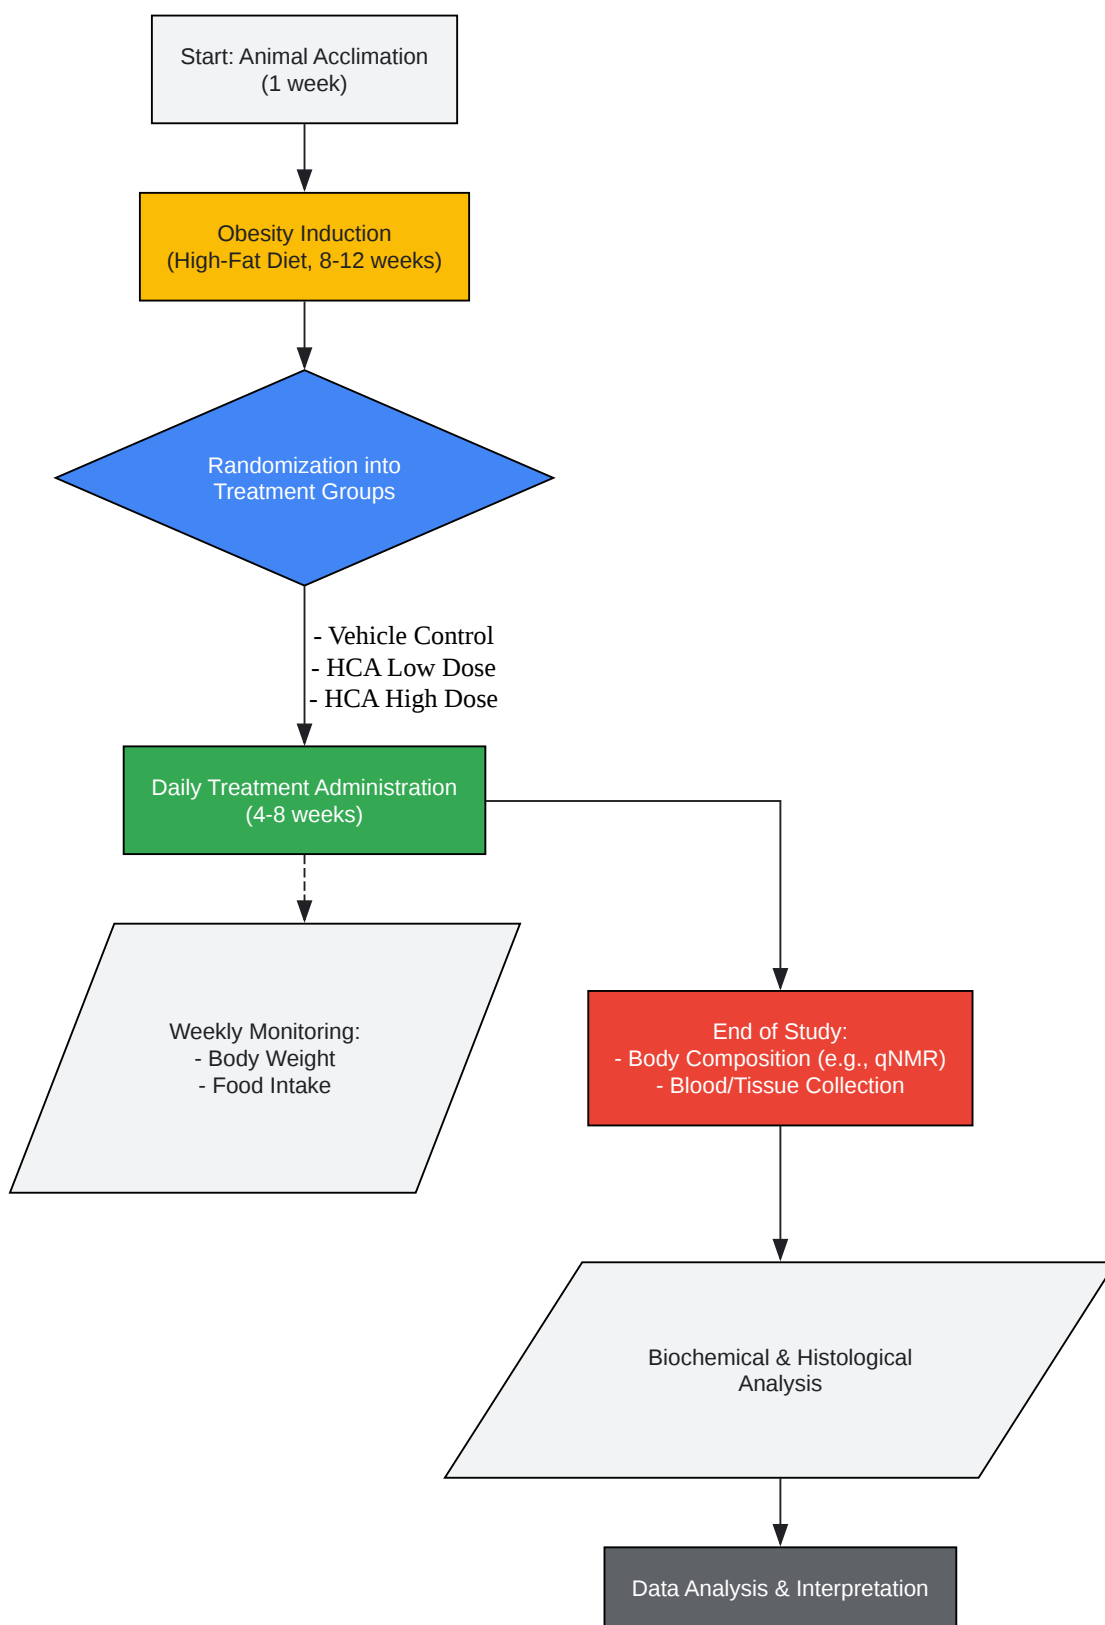 Start: Animal Acclimation
(1 week)
Obesity Induction
(High-Fat Diet, 8-12 weeks)
Randomization into
Treatment Groups
- Vehicle Control
- HCA Low Dose
- HCA High Dose
Daily Treatment Administration
(4-8 weeks)
Weekly Monitoring:
- Body Weight
- Food Intake
End of Study:
- Body Composition (e.g., qNMR)
- Blood/Tissue Collection
Biochemical & Histological
Analysis
Data Analysis & Interpretation